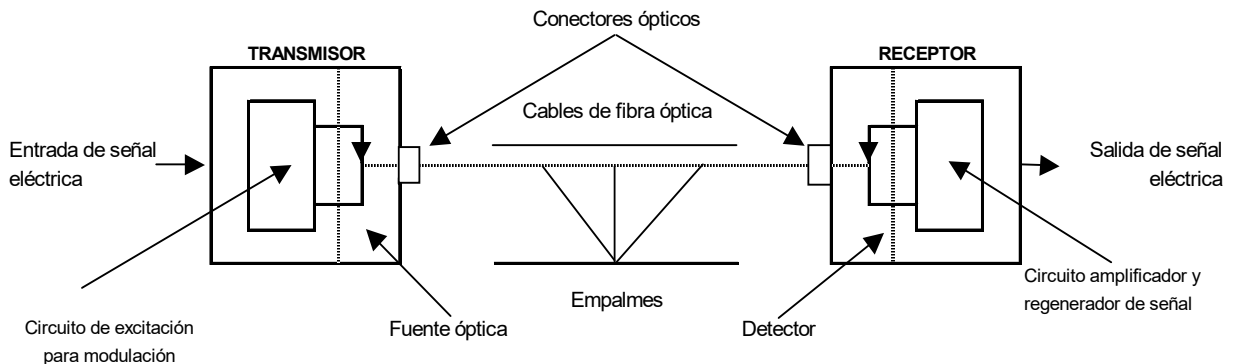 Conectores ópticos
TRANSMISOR
RECEPTOR
Cables de fibra óptica
Entrada de señal
eléctrica
Salida de señal
eléctrica
Circuito de excitación
para modulación
Fuente óptica
Empalmes
Detector
Circuito amplificador y
regenerador de señal